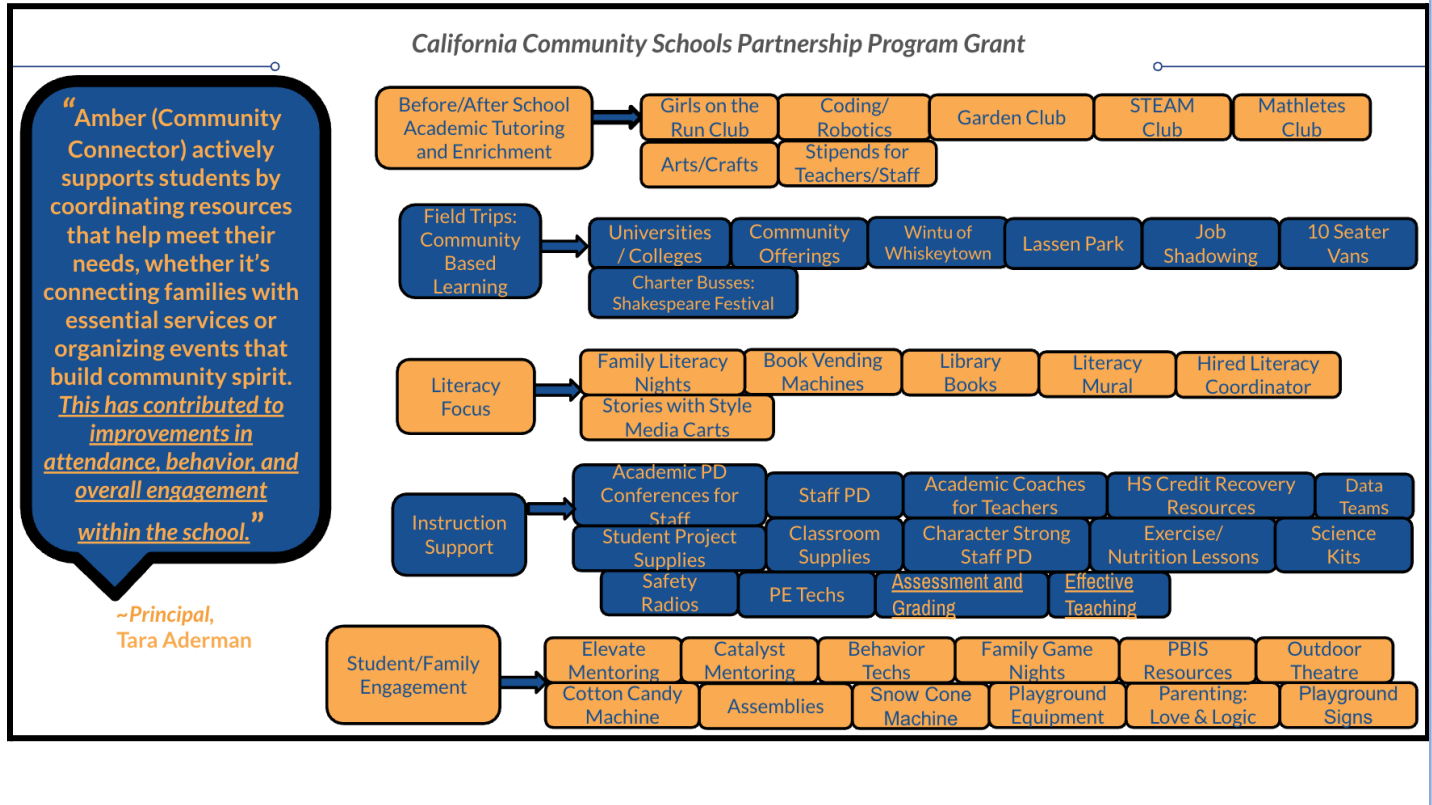 California Community Schools Partnership Program Grant
“Amber (Community
Connector) actively
supports students by
coordinating resources
that help meet their
needs, whether it’s
connecting families with
essential services or
organizing events that
build community spirit.
This has contributed to
improvements in
attendance, behavior, and
overall engagement
within the school.”
~Principal,
Tara Aderman
Before/After School
Academic Tutoring
and Enrichment
Girls on the
Run Club
Coding/
Robotics
Garden Club
STEAM
Club
Mathletes
Club
Arts/Crafts
Stipends for
Teachers/Staff
Field Trips:
Community
Based
Learning
Universities
/ Colleges
Community
Offerings
Wintu of
Whiskeytown
Lassen Park
Job
Shadowing
10 Seater
Vans
Charter Busses:
Shakespeare Festival
Literacy
Focus
Family Literacy
Nights
Book Vending
Machines
Library
Books
Literacy
Mural
Hired Literacy
Coordinator
Stories with Style
Media Carts
Instruction
Support
Academic PD
Conferences for
Staff
Staff PD
Academic Coaches
for Teachers
HS Credit Recovery
Resources
Data
Teams
Student Project
Supplies
Classroom
Supplies
Character Strong
Staff PD
Exercise/
Nutrition Lessons
Science
Kits
Safety
Radios
PE Techs
Assessment and
Grading
Effective
Teaching
Student/Family
Engagement
Elevate
Mentoring
Catalyst
Mentoring
Behavior
Techs
Family Game
Nights
PBIS
Resources
Outdoor
Theatre
Cotton Candy
Machine
Assemblies
Snow Cone
Machine
Playground
Equipment
Parenting:
Love & Logic
Playground
Signs